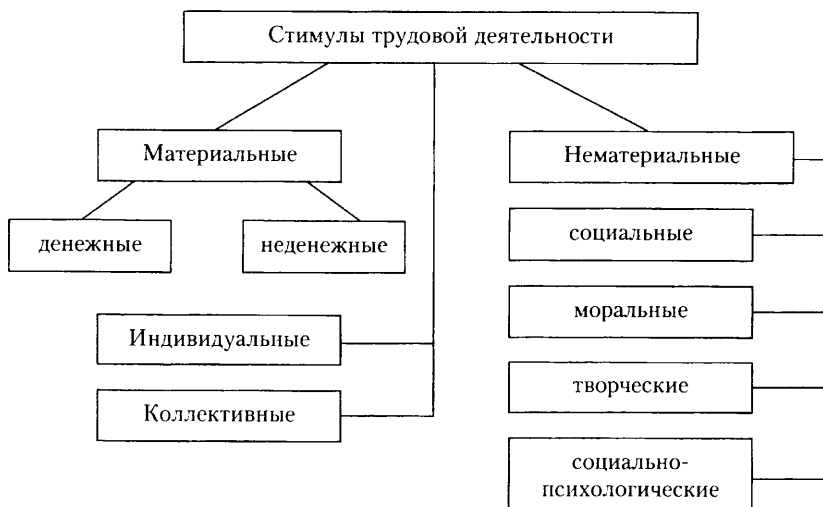 Стимулы трудовой деятельности
Материальные
Нематериальные
денежные
неденежные
социальные
моральные
Индивидуальные
творческие
Коллективные
социально-
психологические